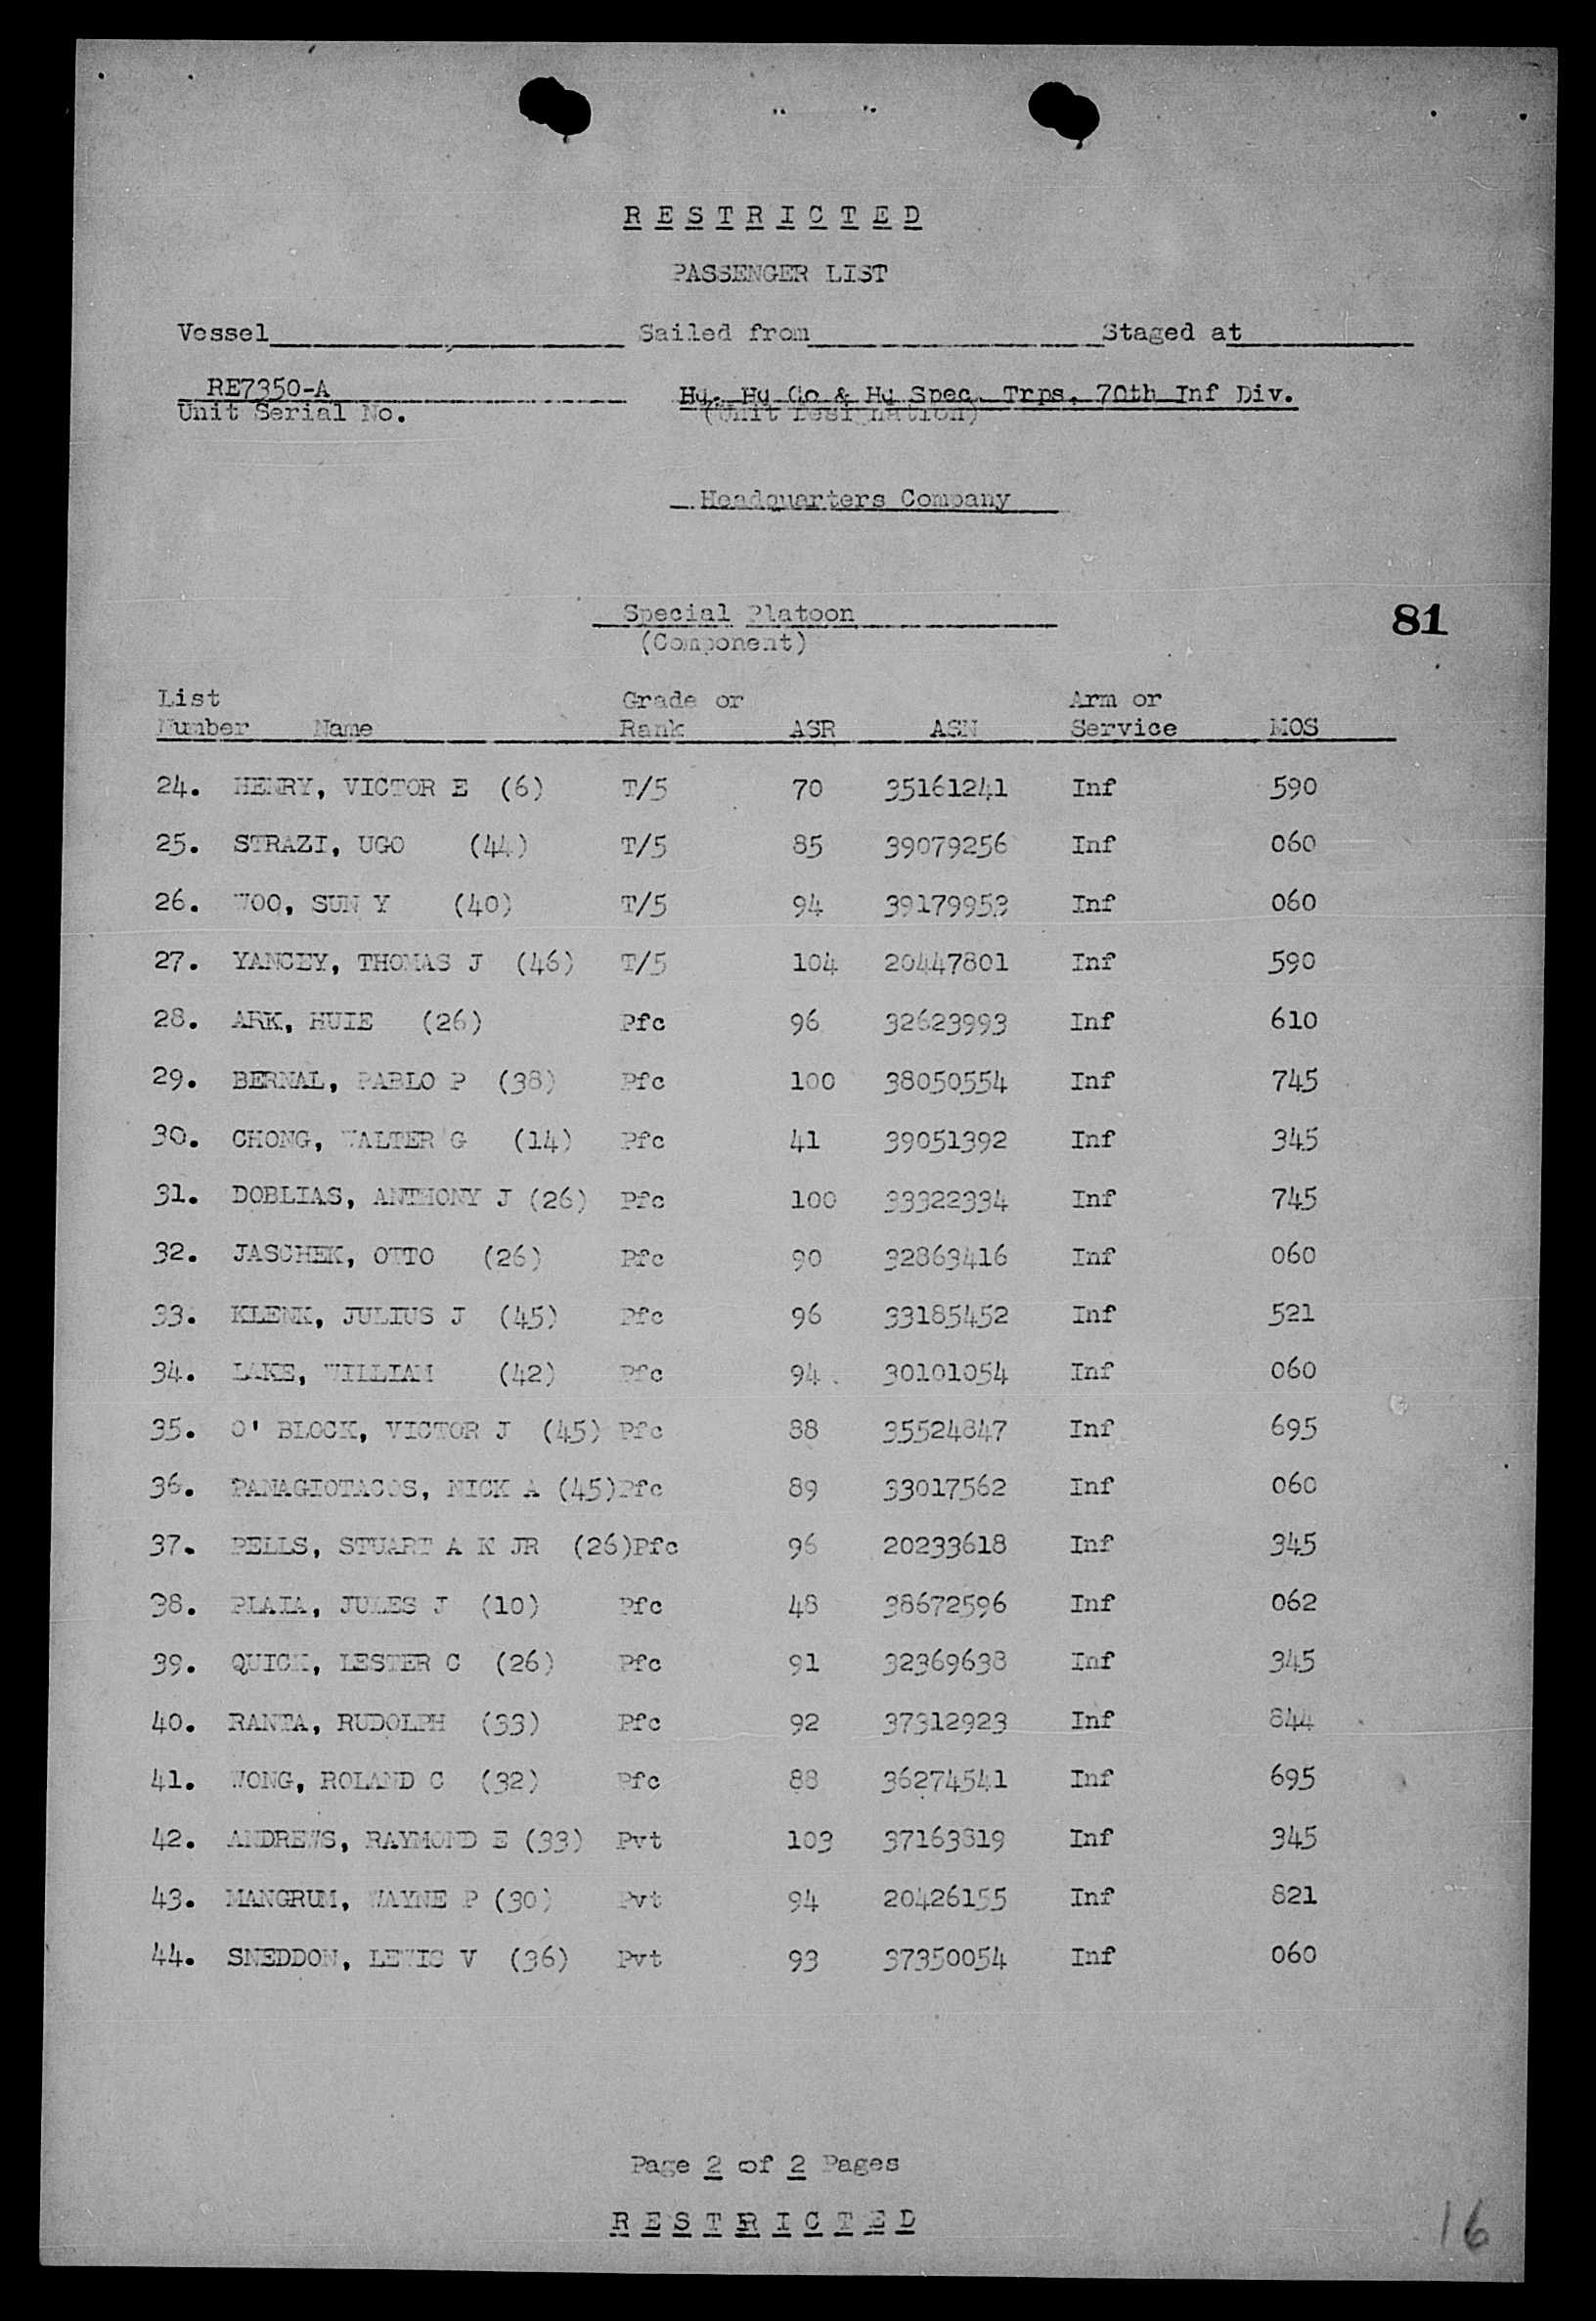 RESTRICTED
PASSENGER LIST
Vessel Sailed from Staged at
RE7350-A Hq. Hq Co & Hq Spec. Trps. 70th Inf Div.
Unit Serial No. (Unit Designation)
Headquarters Company
Special Platoon
81
(Component)
List Grade or Arm or
Number Name Rank ASR ASN Service MOS
24. HENRY, VICTOR E (6) T/5 70 35161241 Inf 590
25. STRAZI, UGO (44) T/5 85 39079256 Inf 060
26. WOO, SUN Y (40) T/5 94 39179953 Inf 060
27. YANCEY, THOMAS J (46) T/5 104 20447801 Inf 590
28. ARK, HUIE (26) Pfc 96 32623993 Inf 610
29. BERNAL, PABLO P (38) Pfc 100 38050554 Inf 745
30. CHONG, WALTER G (14) Pfc 41 39051392 Inf 345
31. DOBLIAS, ANTHONY J (26) Pfc 100 33322334 Inf 745
32. JASCHEK, OTTO (26) Pfc 90 32863416 Inf 060
33. KLENK, JULIUS J (45) Pfc 96 33185452 Inf 521
34. LAKE, WILLIAM (42) Pfc 94 30101054 Inf 060
35. O' BLOCK, VICTOR J (45) Pfc 88 35524847 Inf 695
36. PANAGIOTACOS, NICK A (45)Pfc 89 33017562 Inf 060
37. PELLS, STUART A K JR (26)Pfc 96 20233618 Inf 345
38. PLAIA, JULES J (10) Pfc 48 38672596 Inf 062
39. QUICK, LESTER C (26) Pfc 91 32369638 Inf 345
40. RANTA, RUDOLPH (33) Pfc 92 37312923 Inf 844
41. WONG, ROLAND C (32) Pfc 88 36274541 Inf 695
42. ANDREWS, RAYMOND E (33) Pvt 103 37163819 Inf 345
43. MANGRUM, WAYNE P (30) Pvt 94 20426155 Inf 821
44. SNEDDON, LEWIS V (36) Pvt 93 37350054 Inf 060
Page 2 of 2 Pages
RESTRICTED
16